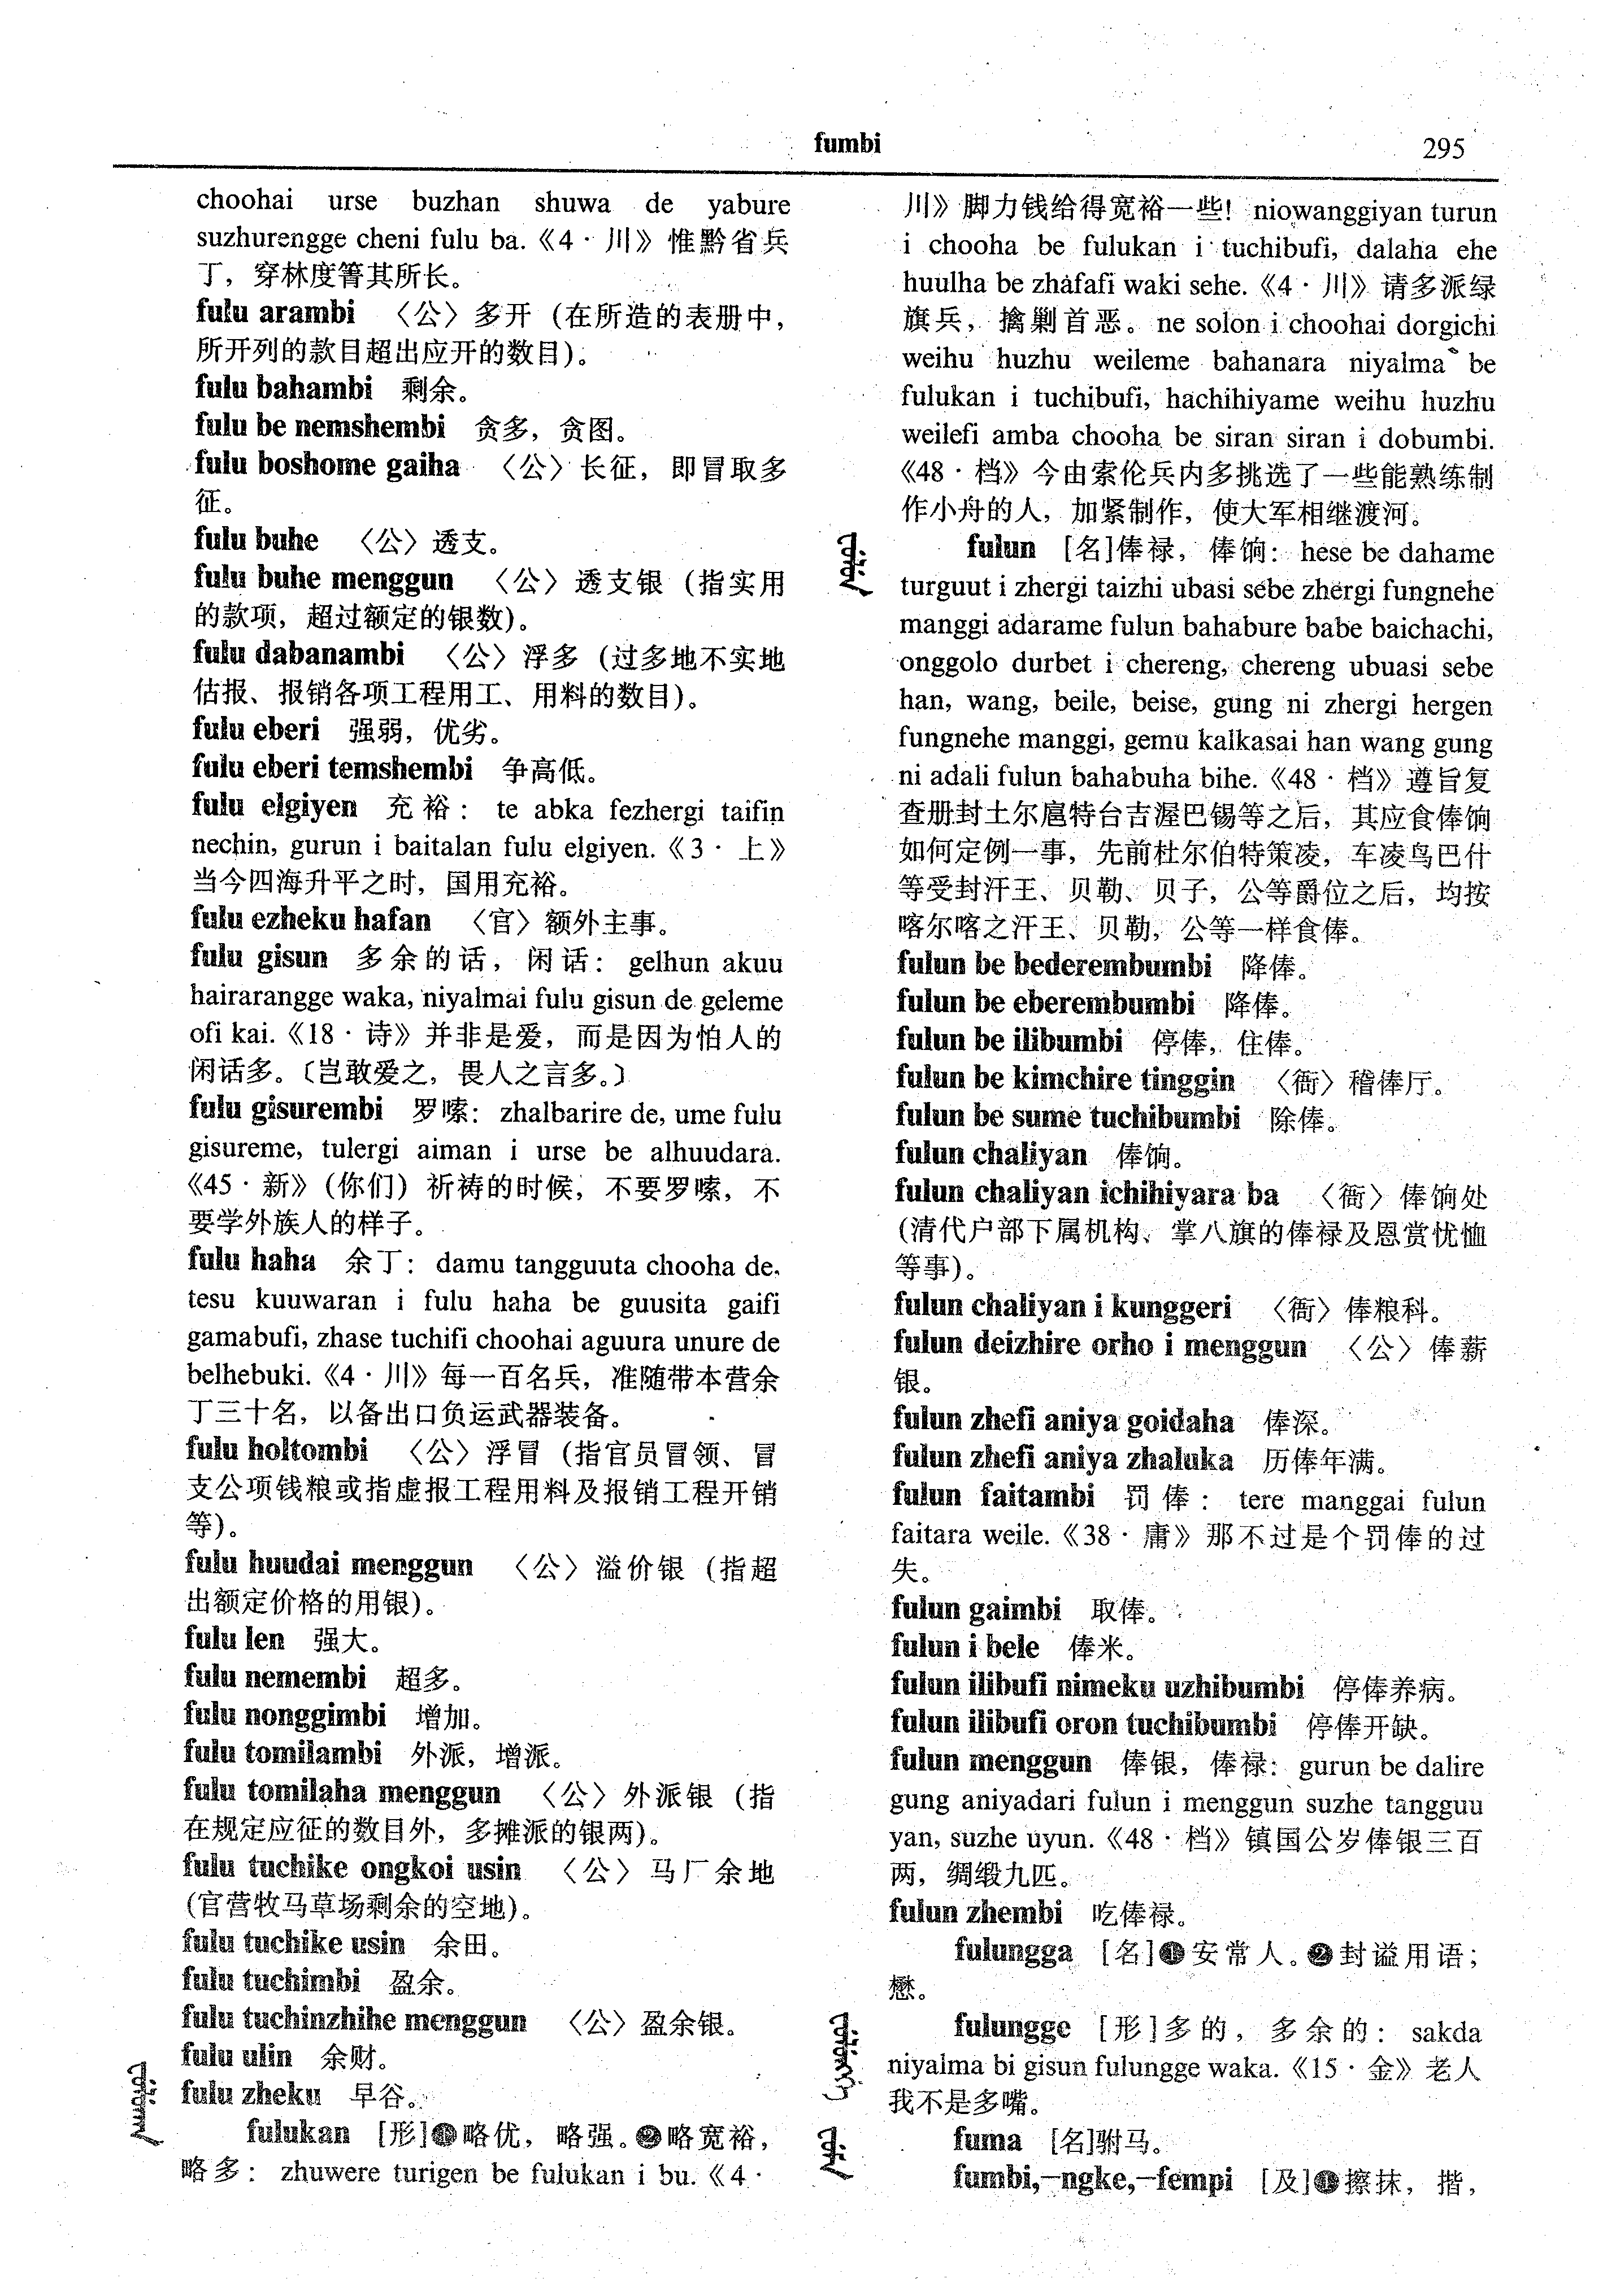 fumbi
295
choohai urse buzhan shuwa de yabure
suzhurengge cheni fulu ba.《4·川》惟黔省兵
丁，穿林度箐其所长。
fulu arambi 〈公〉多开（在所造的表册中，
所开列的款目超出应开的数目）。
fulu bahambi 剩余。
fulu be nemshembi 贪多，贪图。
fulu boshome gaiha 〈公〉长征，即冒取多
征。
fulu buhe 〈公〉透支。
fulu buhe menggun 〈公〉透支银（指实用
的款项，超过额定的银数）。
fulu dabanambi 〈公〉浮多（过多地不实地
估报、报销各项工程用工、用料的数目）。
fulu eberi 强弱，优劣。
fulu eberi temshembi 争高低。
fulu elgiyen 充裕：te abka fezhergi taifin
nechin, gurun i baitalan fulu elgiyen.《3·上》
当今四海升平之时，国用充裕。
fulu ezheku hafan 〈官〉额外主事。
fulu gisun 多余的话，闲话：gelhun akuu
hairarangge waka, niyalmai fulu gisun de geleme
ofi kai.《18·诗》并非是爱，而是因为怕人的
闲话多。〔岂敢爱之，畏人之言多。〕
fulu gisurembi 罗嗦：zhalbarire de, ume fulu
gisureme, tulergi aiman i urse be alhuudara.
《45·新》（你们）祈祷的时候，不要罗嗦，不
要学外族人的样子。
fulu haha 余丁：damu tangguuta chooha de,
tesu kuuwaran i fulu haha be guusita gaifi
gamabufi, zhase tuchifi choohai aguura unure de
belhebuki.《4·川》每一百名兵，准随带本营余
丁三十名，以备出口负运武器装备。
fulu holtombi 〈公〉浮冒（指官员冒领、冒
支公项钱粮或指虚报工程用料及报销工程开销
等）。
fulu huudai menggun 〈公〉溢价银（指超
出额定价格的用银）。
fulu len 强大。
fulu nemembi 超多。
fulu nonggimbi 增加。
fulu tomilambi 外派，增派。
fulu tomilaha menggun 〈公〉外派银（指
在规定应征的数目外，多摊派的银两）。
fulu tuchike ongkoi usin 〈公〉马厂余地
（官营牧马草场剩余的空地）。
fulu tuchike usin 余田。
fulu tuchimbi 盈余。
fulu tuchinzhihe menggun 〈公〉盈余银。
fulu ulin 余财。
fulu zheku 早谷。
fulukan [形]❶略优，略强。❷略宽裕，
略多：zhuwere turigen be fulukan i bu.《4·
川》脚力钱给得宽裕一些! niowanggiyan turun
i chooha be fulukan i tuchibufi, dalaha ehe
huulha be zhafafi waki sehe.《4·川》请多派绿
旗兵，擒剿首恶。ne solon i choohai dorgichi
weihu huzhu weileme bahanara niyalma be
fulukan i tuchibufi, hachihiyame weihu huzhu
weilefi amba chooha be siran siran i dobumbi.
《48·档》今由索伦兵内多挑选了一些能熟练制
作小舟的人，加紧制作，使大军相继渡河。
fulun [名]俸禄，俸饷：hese be dahame
turguut i zhergi taizhi ubasi sebe zhergi fungnehe
manggi adarame fulun bahabure babe baichachi,
onggolo durbet i chereng, chereng ubuasi sebe
han, wang, beile, beise, gung ni zhergi hergen
fungnehe manggi, gemu kalkasai han wang gung
ni adali fulun bahabuha bihe.《48·档》遵旨复
查册封土尔扈特台吉渥巴锡等之后，其应食俸饷
如何定例一事，先前杜尔伯特策凌，车凌鸟巴什
等受封汗王、贝勒、贝子，公等爵位之后，均按
喀尔喀之汗王、贝勒，公等一样食俸。
fulun be bederembumbi 降俸。
fulun be eberembumbi 降俸。
fulun be ilibumbi 停俸，住俸。
fulun be kimchire tinggin 〈衙〉稽俸厅。
fulun be sume tuchibumbi 除俸。
fulun chaliyan 俸饷。
fulun chaliyan ichihiyara ba 〈衙〉俸饷处
（清代户部下属机构、掌八旗的俸禄及恩赏忧恤
等事）。
fulun chaliyan i kunggeri 〈衙〉俸粮科。
fulun deizhire orho i menggun 〈公〉俸薪
银。
fulun zhefi aniya goidaha 俸深。
fulun zhefi aniya zhaluka 历俸年满。
fulun faitambi 罚俸：tere manggai fulun
faitara weile.《38·庸》那不过是个罚俸的过
失。
fulun gaimbi 取俸。
fulun i bele 俸米。
fulun ilibufi nimeku uzhibumbi 停俸养病。
fulun ilibufi oron tuchibumbi 停俸开缺。
fulun menggun 俸银，俸禄：gurun be dalire
gung aniyadari fulun i menggun suzhe tangguu
yan, suzhe uyun.《48·档》镇国公岁俸银三百
两，绸缎九匹。
fulun zhembi 吃俸禄。
fulungga [名]❶安常人。❷封谥用语；
懋。
fulungge [形]多的，多余的：sakda
niyalma bi gisun fulungge waka.《15·金》老人
我不是多嘴。
fuma [名]驸马。
fumbi,-ngke,-fempi [及]❶擦抹，揩，